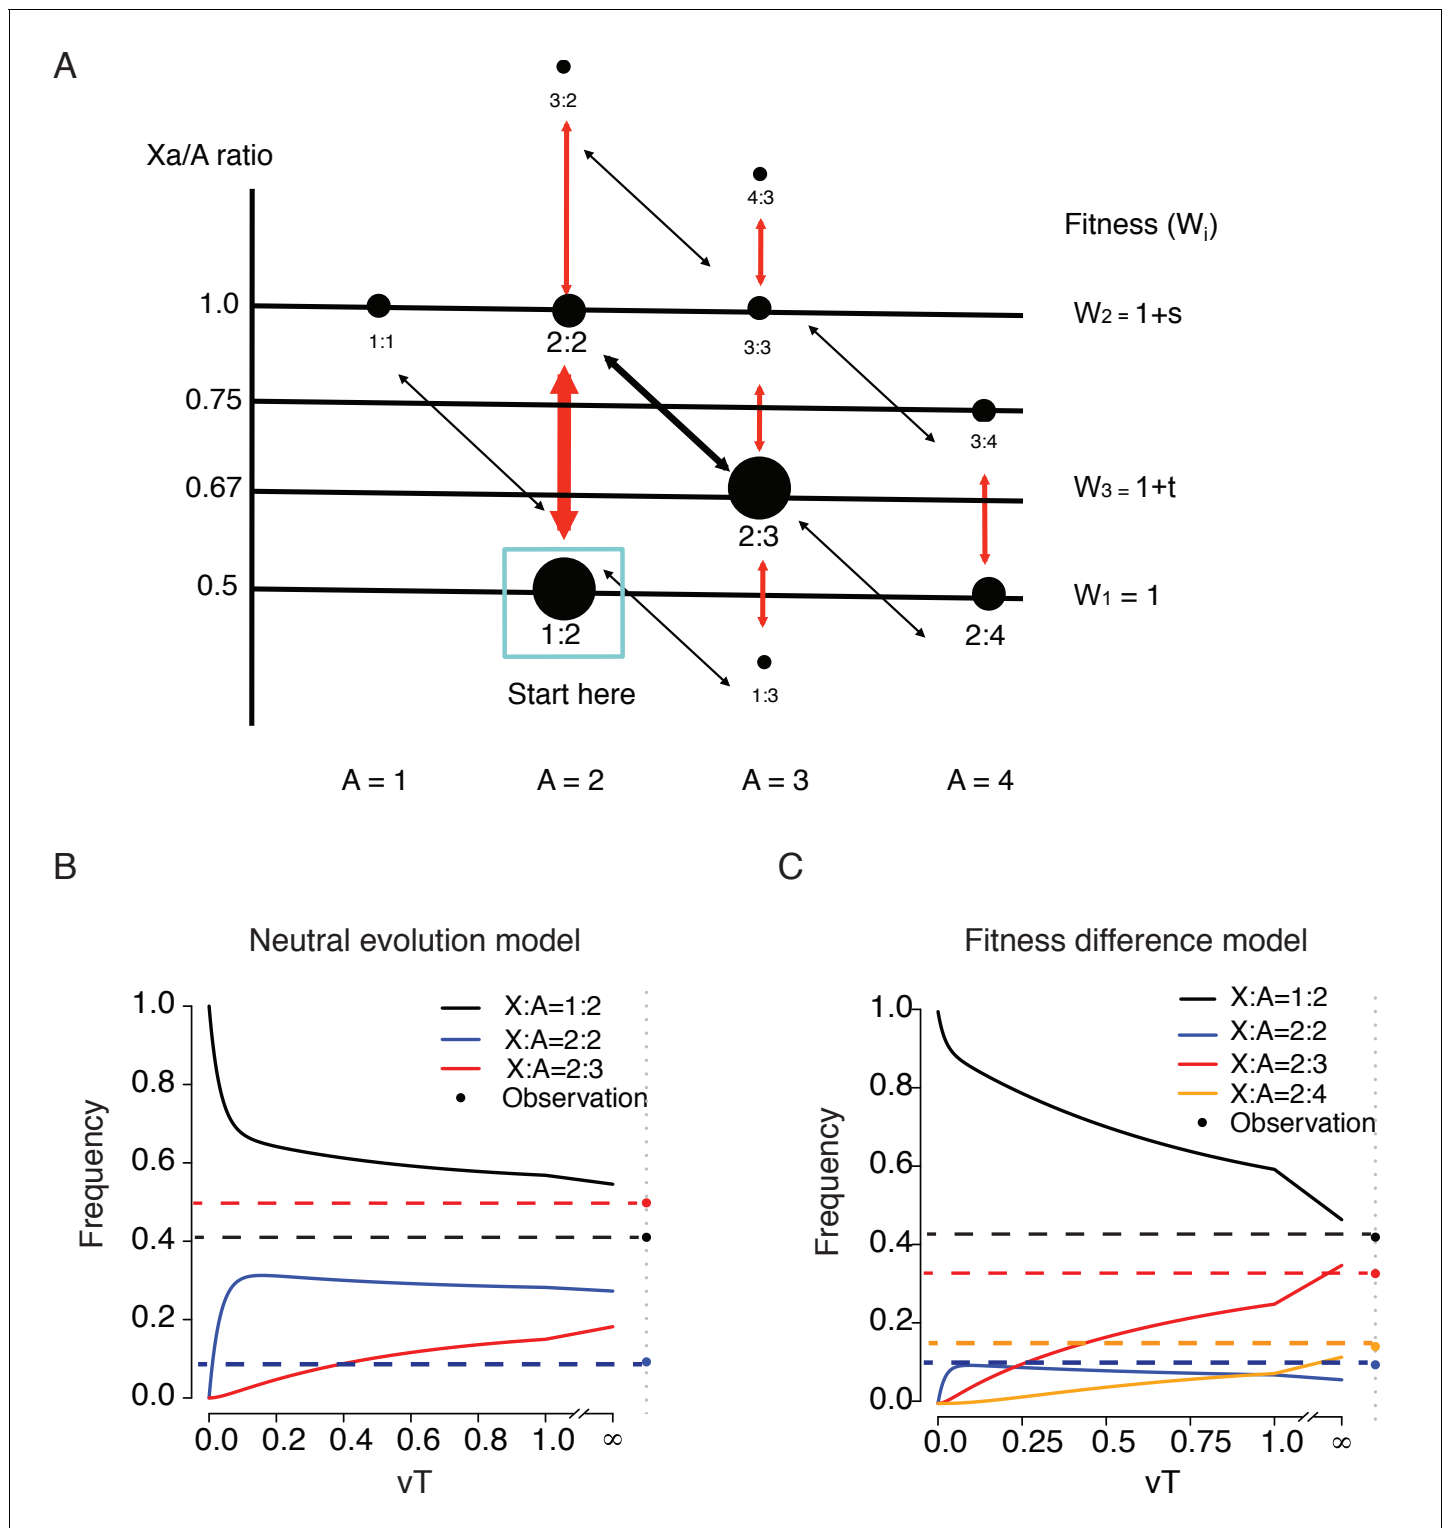 A
3:2
Xa/A ratio
4:3
Fitness (Wi)
1.0
W2 = 1+s
1:1
2:2
3:3
0.75
3:4
0.67
W3 = 1+t
2:3
0.5
W1 = 1
1:2
2:4
Start here
1:3
A = 1
A = 2
A = 3
A = 4
B
Neutral evolution model
X:A=1:2
X:A=2:2
X:A=2:3
Observation
Frequency
1.0
0.8
0.6
0.4
0.2
0.0
0.0 0.2 0.4 0.6 0.8 1.0 ∞
vT
C
Fitness difference model
X:A=1:2
X:A=2:2
X:A=2:3
X:A=2:4
Observation
Frequency
1.0
0.8
0.6
0.4
0.2
0.0
0.0 0.25 0.50 0.75 1.0 ∞
vT